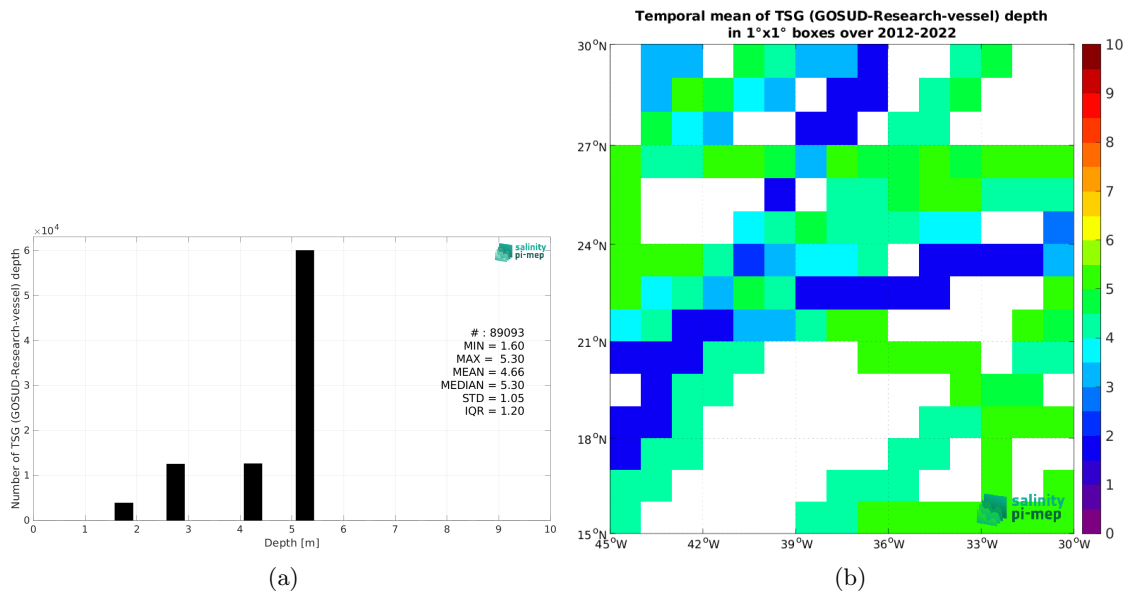 ×10⁴
6
5
4
3
2
1
0
Number of TSG (GOSUD-Research-vessel) depth
salinity
pi-mep
# : 89093
MIN = 1.60
MAX = 5.30
MEAN = 4.66
MEDIAN = 5.30
STD = 1.05
IQR = 1.20
0 1 2 3 4 5 6 7 8 9 10
Depth [m]
(a)
Temporal mean of TSG (GOSUD-Research-vessel) depth
in 1°x1° boxes over 2012-2022
30°N
27°N
24°N
21°N
18°N
15°N
45°W 42°W 39°W 36°W 33°W 30°W
salinity
pi-mep
10
9
8
7
6
5
4
3
2
1
0
(b)